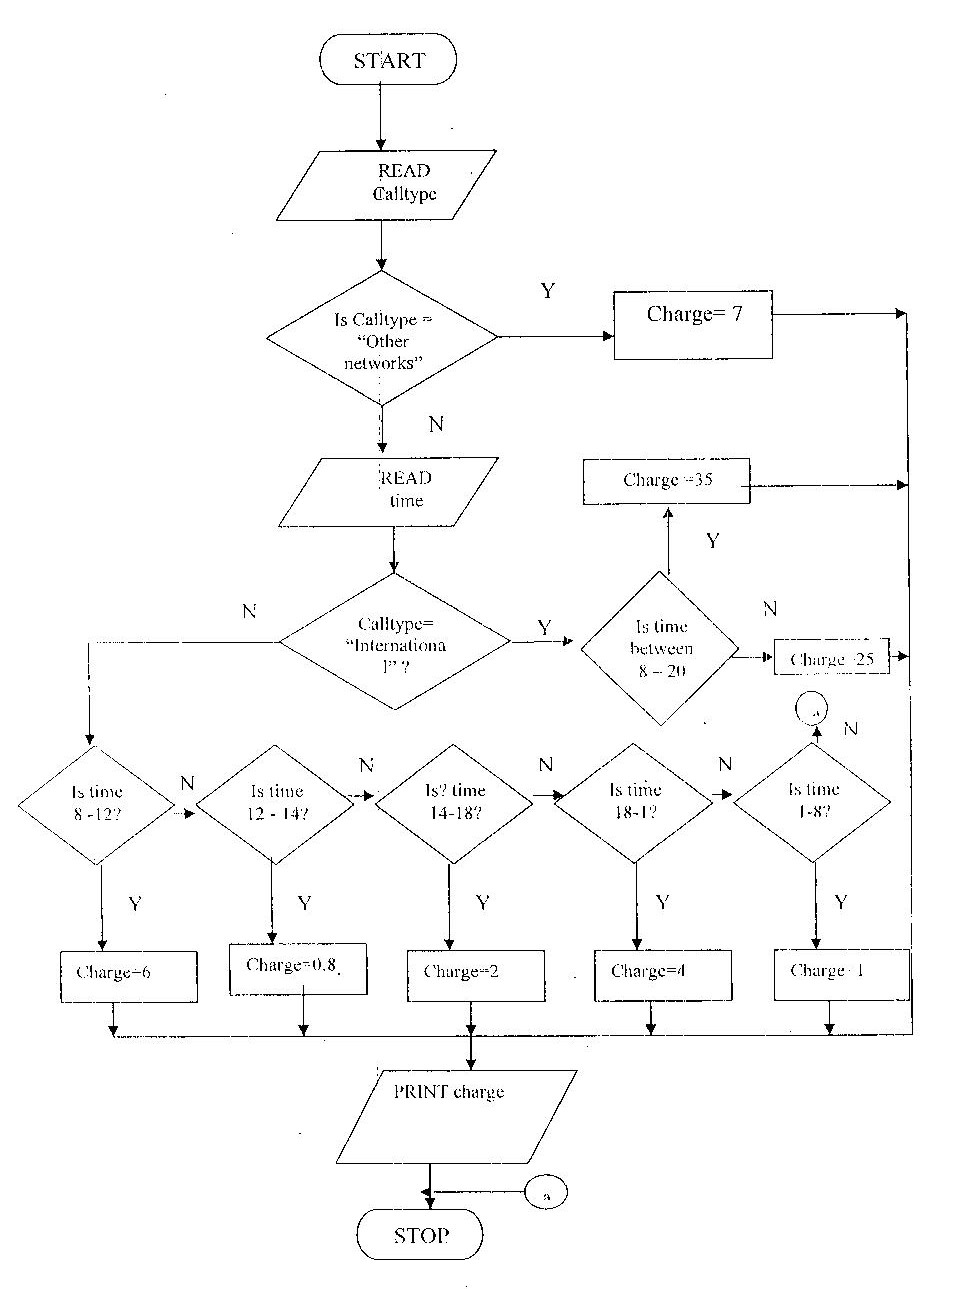 START
READ
Calltype
Y
Is Calltype =
“Other
networks”
Charge= 7
N
READ
time
Charge =35
Y
N
Calltype=
“Internationa
l” ?
Y
Is time
between
8 – 20
N
Charge 25
a
N
Is time
8 -12?
N
Is time
12 - 14?
N
Is? time
14-18?
N
Is time
18-1?
N
Is time
1-8?
Y
Y
Y
Y
Y
Charge=6
Charge=0.8
Charge=2
Charge=4
Charge 1
PRINT charge
a
STOP